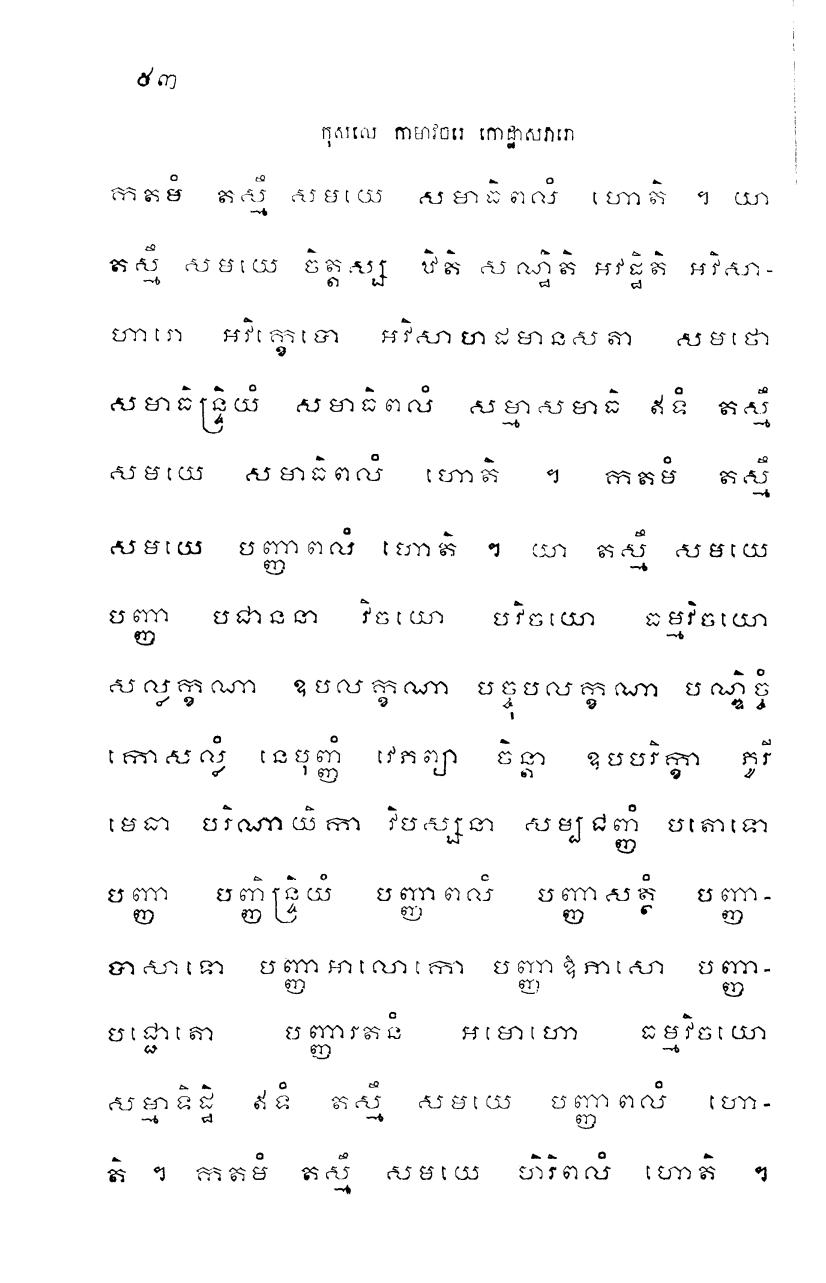 ៥៣
កុសលេ កាមាវចរេ កោដ្ឋាសវារោ
កតមំ តស្មឹ សមយេ សមាធិពលំ ហោតិ ។ យា
តស្មឹ សមយេ ចិត្តស្ស ឋិតិ សណ្ឋិតិ អវដ្ឋិតិ អវិសា-
ហារោ អវិក្ខេបោ អវិសាហដមានសតា សមថោ
សមាធិន្ទ្រិយំ សមាធិពលំ សម្មាសមាធិ ឥទំ តស្មឹ
សមយេ សមាធិពលំ ហោតិ ។ កតមំ តស្មឹ
សមយេ បញ្ញាពលំ ហោតិ ។ យា តស្មឹ សមយេ
បញ្ញា បជាននា វិចយោ បវិចយោ ធម្មវិចយោ
សល្លក្ខណា ឧបលក្ខណា បច្ចុបលក្ខណា បណ្ឌិច្ចំ
កោសល្លំ នេបុញ្ញំ វេភព្យា ចិន្តា ឧបបរិក្ខា ភូរី
មេធា បរិណាយិកា វិបស្សនា សម្បជញ្ញំ បតោទោ
បញ្ញា បញ្ញិន្ទ្រិយំ បញ្ញាពលំ បញ្ញាសត្ថំ បញ្ញា-
បាសាទោ បញ្ញាអាលោកោ បញ្ញាឱភាសោ បញ្ញា-
បជ្ជោតោ បញ្ញារតនំ អមោហោ ធម្មវិចយោ
សម្មាទិដ្ឋិ ឥទំ តស្មឹ សមយេ បញ្ញាពលំ ហោ-
តិ ។ កតមំ តស្មឹ សមយេ ហិរិពលំ ហោតិ ។